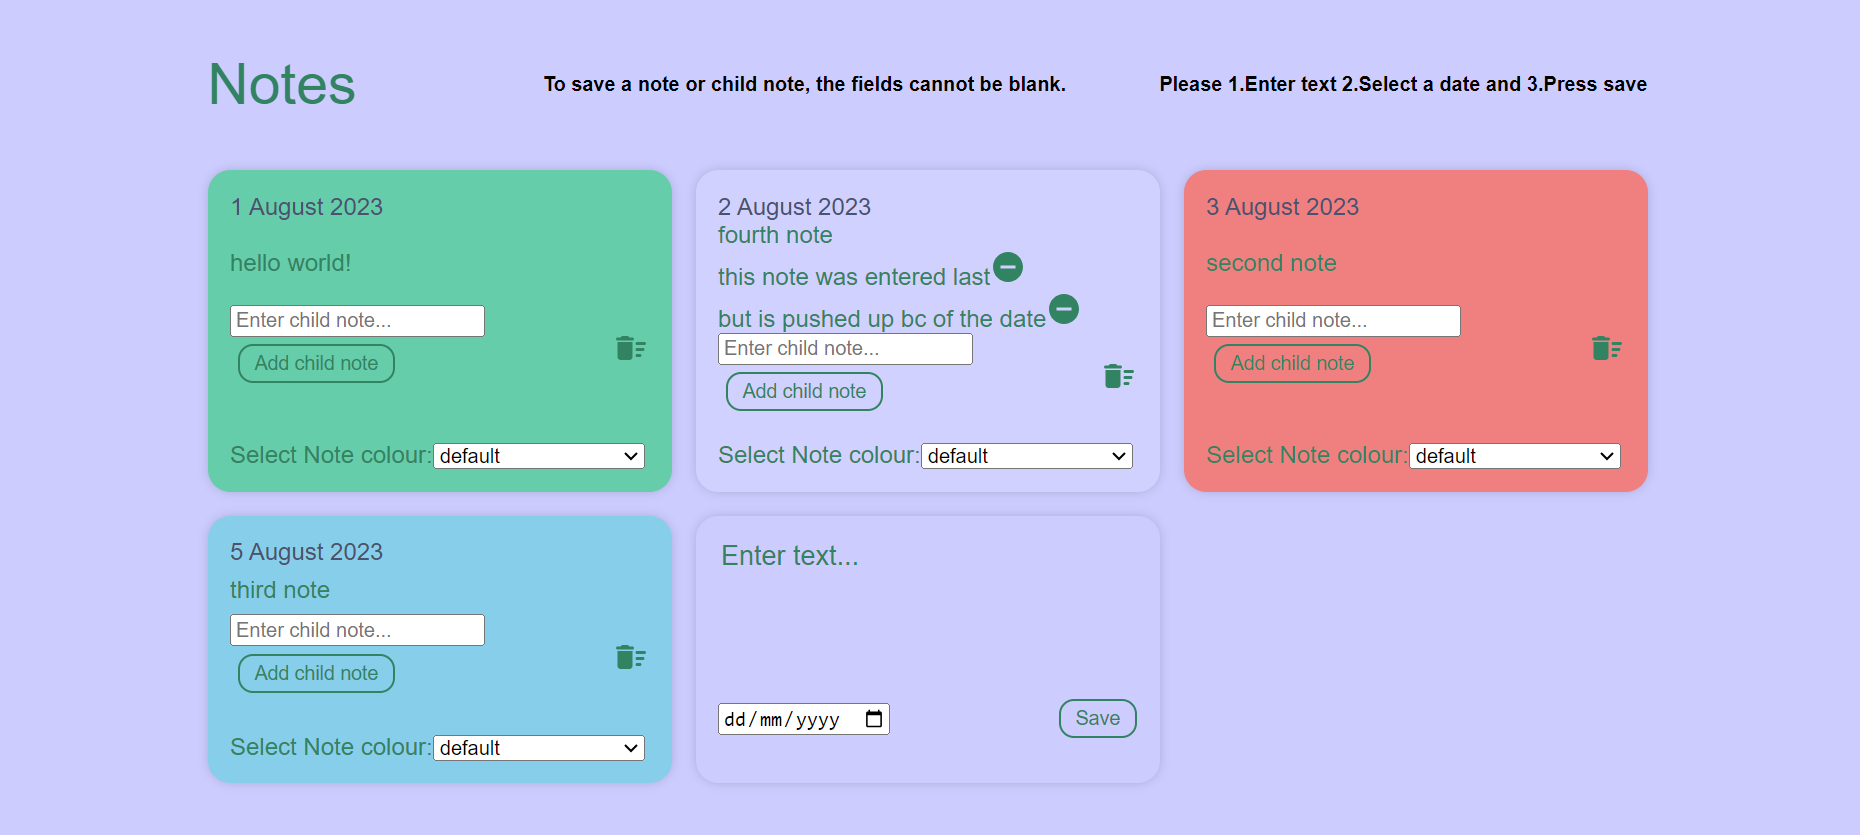 Notes
To save a note or child note, the fields cannot be blank.
Please 1.Enter text 2.Select a date and 3.Press save
1 August 2023
hello world!
Enter child note...
Add child note
Select Note colour: default
2 August 2023
fourth note
this note was entered last
but is pushed up bc of the date
Enter child note...
Add child note
Select Note colour: default
3 August 2023
second note
Enter child note...
Add child note
Select Note colour: default
5 August 2023
third note
Enter child note...
Add child note
Select Note colour: default
Enter text...
dd/mm/yyyy
Save